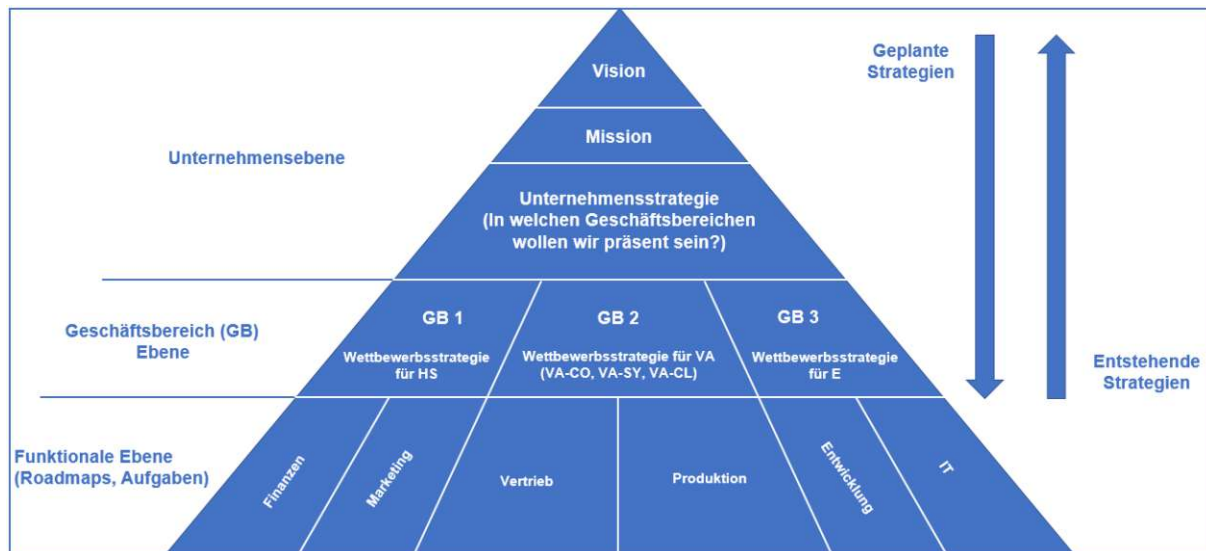 Vision
Geplante
Strategien
Mission
Unternehmensebene
Unternehmensstrategie
(In welchen Geschäftsbereichen
wollen wir präsent sein?)
Geschäftsbereich (GB)
Ebene
GB 1
Wettbewerbsstrategie
für HS
GB 2
Wettbewerbsstrategie für VA
(VA-CO, VA-SY, VA-CL)
GB 3
Wettbewerbsstrategie
für E
Entstehende
Strategien
Funktionale Ebene
(Roadmaps, Aufgaben)
Finanzen
Marketing
Vertrieb
Produktion
Entwicklung
IT